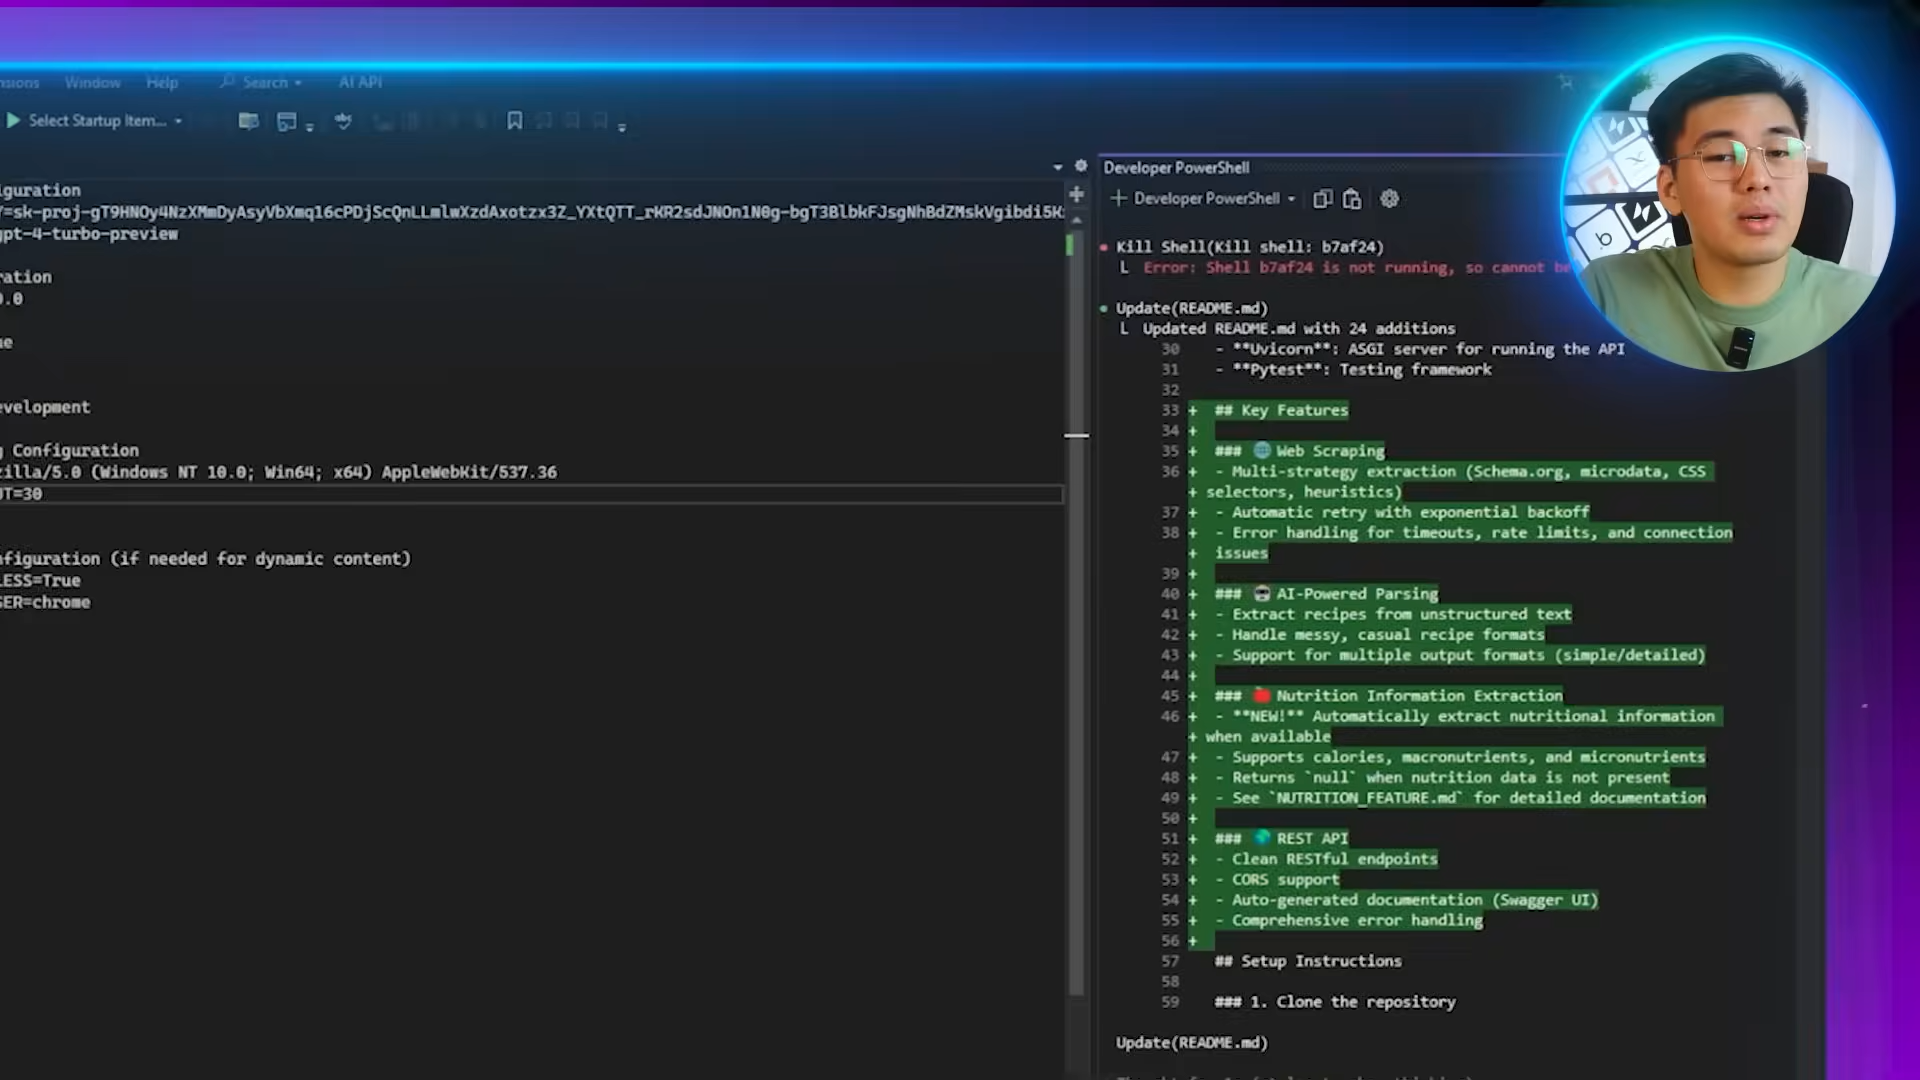 nsions Window Help Search AI API
Select Startup Item...
iguration
gpt-4-turbo-preview
ration
0.0
ue
evelopment
g Configuration
zilla/5.0 (Windows NT 10.0; Win64; x64) AppleWebKit/537.36
UT=30
nfiguration (if needed for dynamic content)
LESS=True
SER=chrome
Developer PowerShell
+ Developer PowerShell
Kill Shell(Kill shell: b7af24)
L Error: Shell b7af24 is not running, so cannot be
Update(README.md)
L Updated README.md with 24 additions
30 - **Uvicorn**: ASGI server for running the API
31 - **Pytest**: Testing framework
32
33 + ## Key Features
34 +
35 + ### 🌐 Web Scraping
36 + - Multi-strategy extraction (Schema.org, microdata, CSS
+ selectors, heuristics)
37 + - Automatic retry with exponential backoff
38 + - Error handling for timeouts, rate limits, and connection
+ issues
39 +
40 + ### 🤖 AI-Powered Parsing
41 + - Extract recipes from unstructured text
42 + - Handle messy, casual recipe formats
43 + - Support for multiple output formats (simple/detailed)
44 +
45 + ### 🍎 Nutrition Information Extraction
46 + - **NEW!** Automatically extract nutritional information
+ when available
47 + - Supports calories, macronutrients, and micronutrients
48 + - Returns `null` when nutrition data is not present
49 + - See `NUTRITION_FEATURE.md` for detailed documentation
50 +
51 + ### 🌍 REST API
52 + - Clean RESTful endpoints
53 + - CORS support
54 + - Auto-generated documentation (Swagger UI)
55 + - Comprehensive error handling
56 +
57 ## Setup Instructions
58
59 ### 1. Clone the repository
Update(README.md)